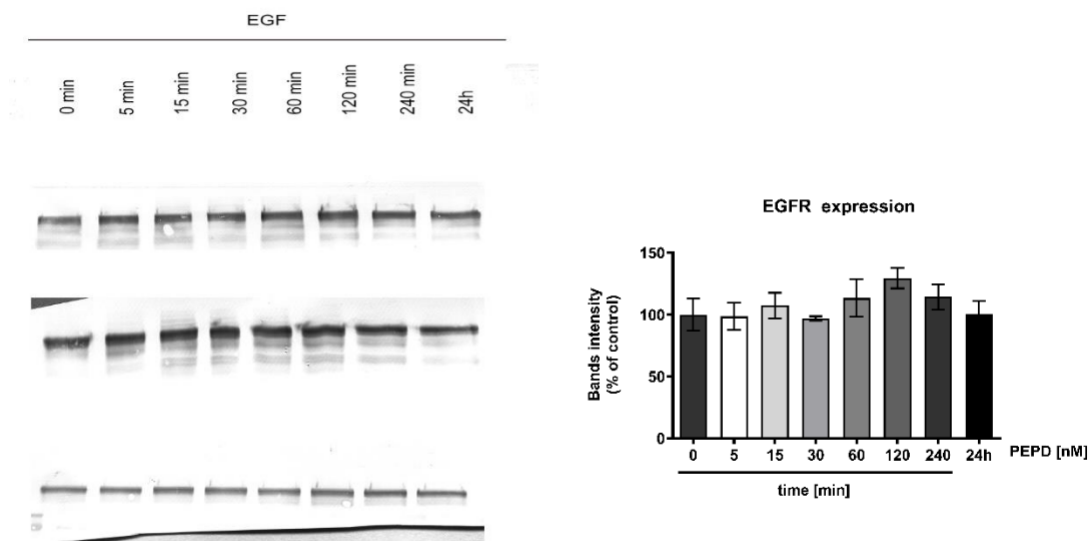 EGF
0 min 5 min 15 min 30 min 60 min 120 min 240 min 24h
EGFR expression
Bands intensity
(% of control)
150
100
50
0
0 5 15 30 60 120 240 24h PEPD [nM]
time [min]